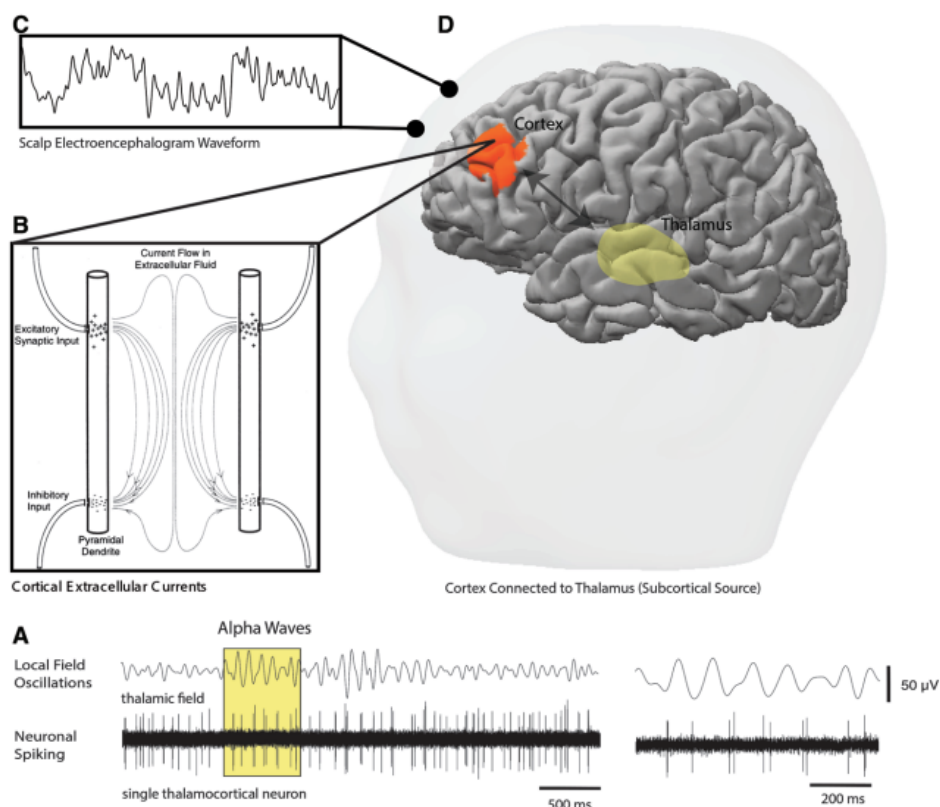 C
D
Scalp Electroencephalogram Waveform
Cortex
Thalamus
B
Current Flow in
Extracellular Fluid
Excitatory
Synaptic Input
Inhibitory
Input
Pyramidal
Dendrite
Cortical Extracellular Currents
Cortex Connected to Thalamus (Subcortical Source)
A
Alpha Waves
Local Field
Oscillations
50 μV
thalamic field
Neuronal
Spiking
single thalamocortical neuron
500 ms
200 ms